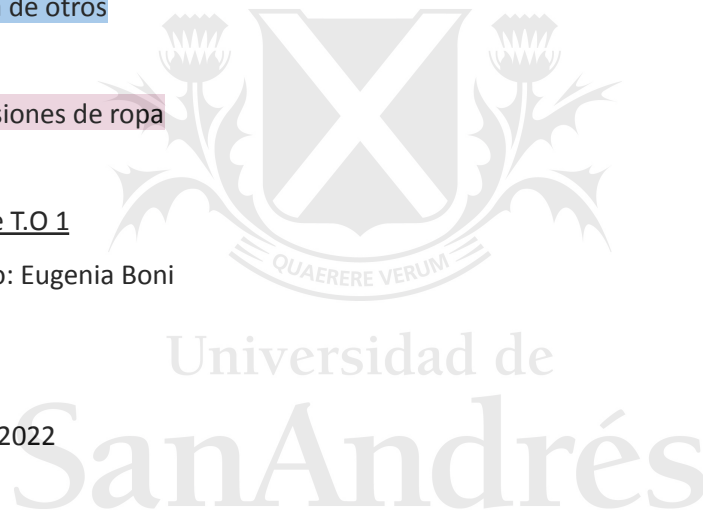 de otros
siones de ropa
e T.O 1
o: Eugenia Boni
QUAERERE VERUM
Universidad de
2022
SanAndrés